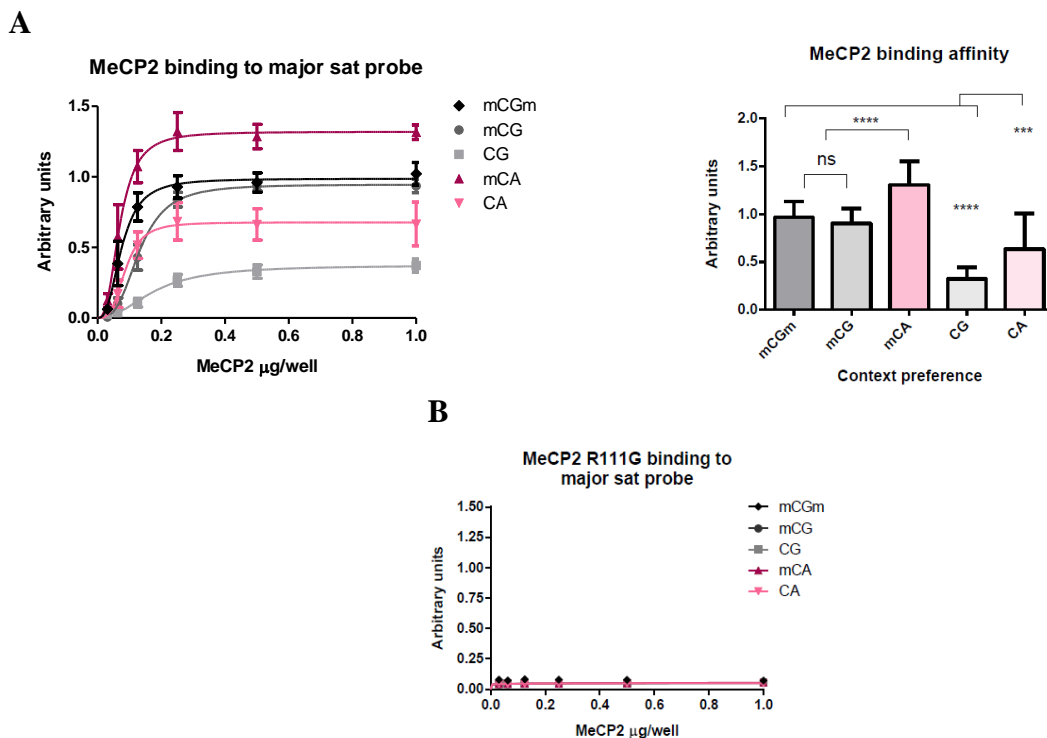 A
MeCP2 binding to major sat probe
Arbitrary units
1.5
1.0
0.5
0.0
0.0 0.2 0.4 0.6 0.8 1.0
MeCP2 μg/well
mCGm
mCG
CG
mCA
CA
MeCP2 binding affinity
Arbitrary units
2.0
1.5
1.0
0.5
0.0
ns
****
****
***
mCGm mCG mCA CG CA
Context preference
B
MeCP2 R111G binding to
major sat probe
Arbitrary units
1.50
1.25
1.00
0.75
0.50
0.25
0.00
0.0 0.2 0.4 0.6 0.8 1.0
MeCP2 μg/well
mCGm
mCG
CG
mCA
CA